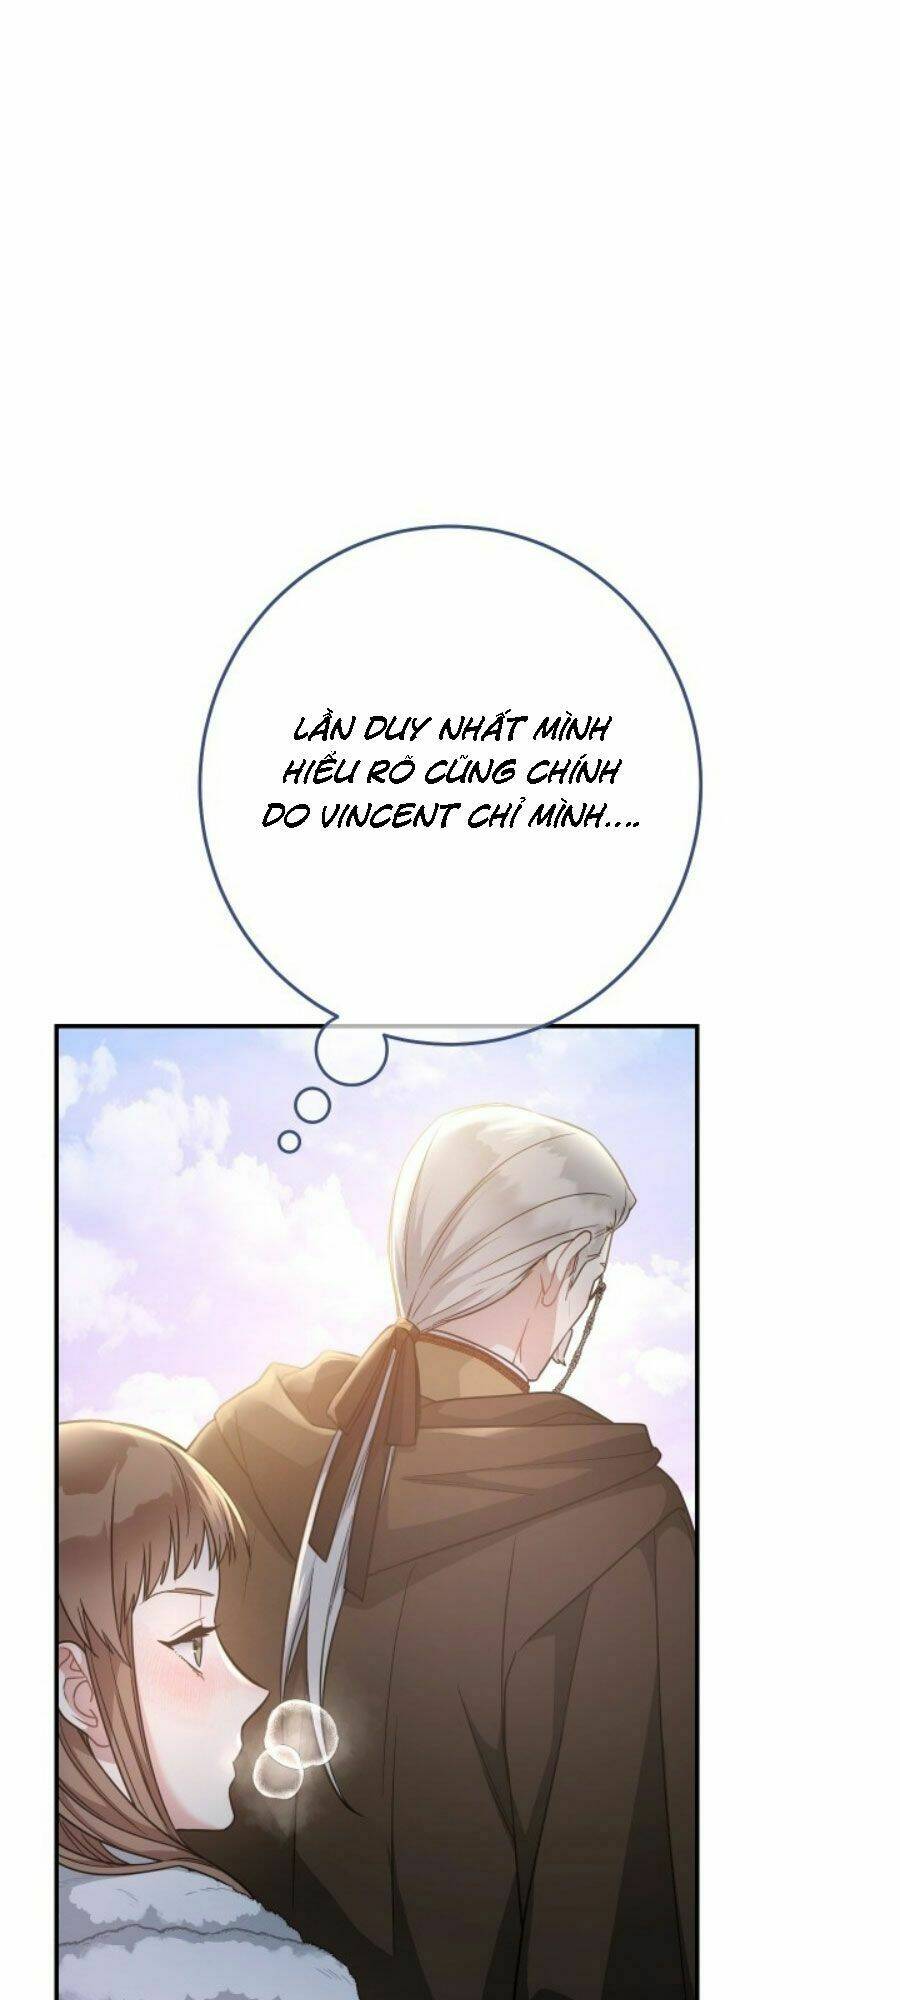 LẦN DUY NHẤT MÌNH
HIỂU RÕ CŨNG CHÍNH
DO VINCENT CHỈ MÌNH....